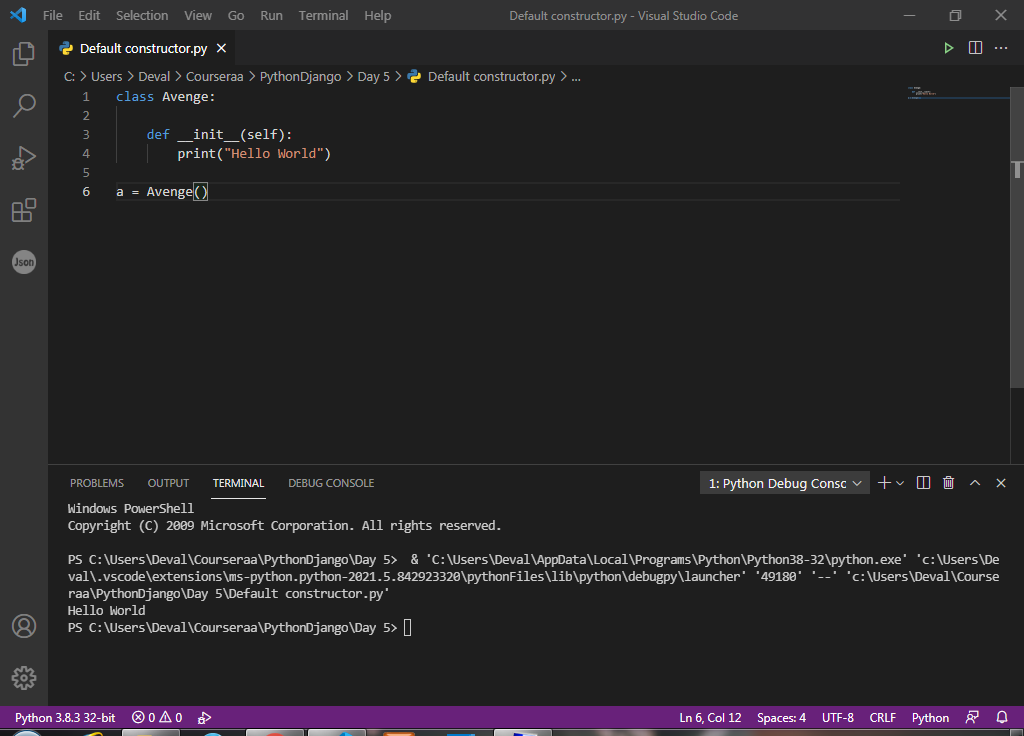 File Edit Selection View Go Run Terminal Help Default constructor.py - Visual Studio Code
Default constructor.py
C: > Users > Deval > Courseraa > PythonDjango > Day 5 > Default constructor.py > ...
1 class Avenge:
2
3 def __init__(self):
4 print("Hello World")
5
6 a = Avenge()
Json
PROBLEMS OUTPUT TERMINAL DEBUG CONSOLE 1: Python Debug Consc
Windows PowerShell
Copyright (C) 2009 Microsoft Corporation. All rights reserved.
PS C:\Users\Deval\Courseraa\PythonDjango\Day 5>  & 'C:\Users\Deval\AppData\Local\Programs\Python\Python38-32\python.exe' 'c:\Users\De
val\.vscode\extensions\ms-python.python-2021.5.842923320\pythonFiles\lib\python\debugpy\launcher' '49180' '--' 'c:\Users\Deval\Course
raa\PythonDjango\Day 5\Default constructor.py'
Hello World
PS C:\Users\Deval\Courseraa\PythonDjango\Day 5>
Python 3.8.3 32-bit 0 0 Ln 6, Col 12 Spaces: 4 UTF-8 CRLF Python